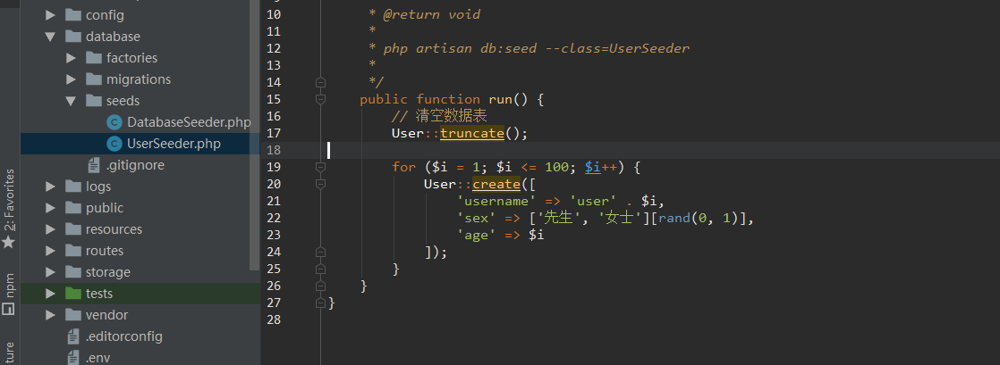 config
database
factories
migrations
seeds
DatabaseSeeder.php
UserSeeder.php
.gitignore
logs
public
resources
routes
storage
tests
vendor
.editorconfig
.env
2: Favorites
npm
10 * @return void
11 *
12 * php artisan db:seed --class=UserSeeder
13 *
14 */
15 public function run() {
16 // 清空数据表
17 User::truncate();
18
19 for ($i = 1; $i <= 100; $i++) {
20 User::create([
21 'username' => 'user' . $i,
22 'sex' => ['先生', '女士'][rand(0, 1)],
23 'age' => $i
24 ]);
25 }
26 }
27 }
28